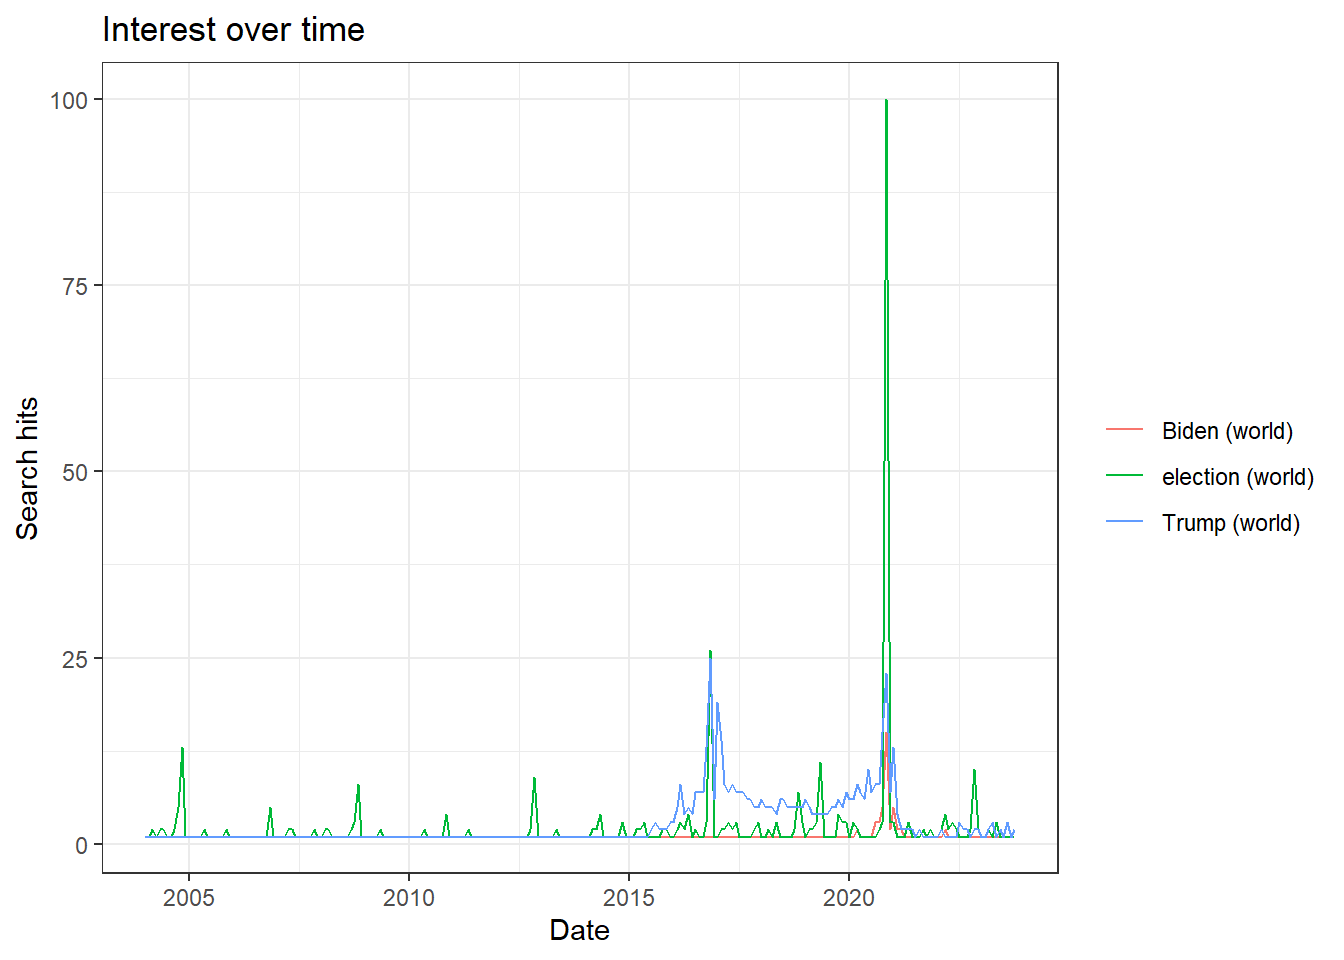 Interest over time
100
75
50
25
0
Search hits
2005 2010 2015 2020
Date
Biden (world)
election (world)
Trump (world)